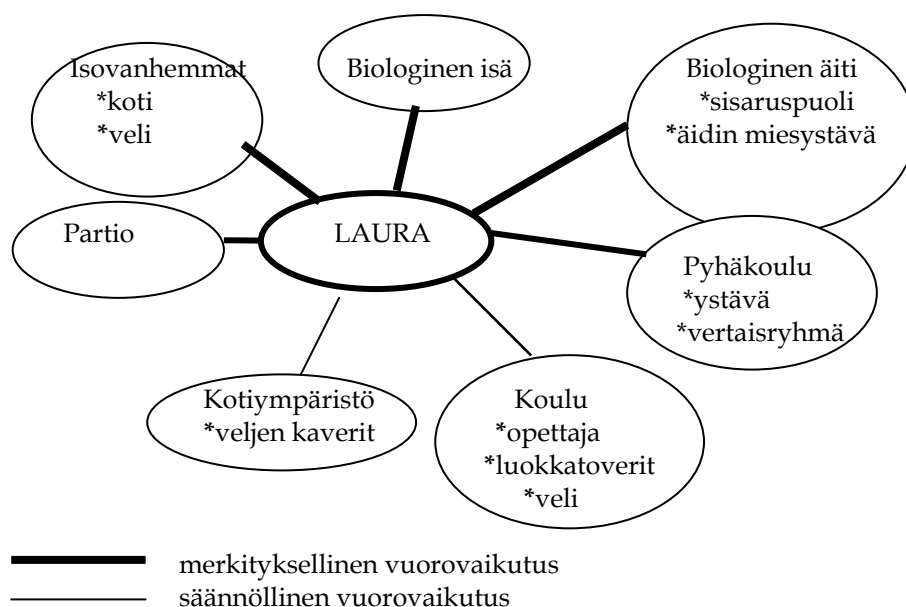 Isovanhemmat
*koti
*veli
Biologinen isä
Biologinen äiti
*sisaruspuoli
*äidin miesystävä
Partio
LAURA
Pyhäkoulu
*ystävä
*vertaisryhmä
Kotiympäristö
*veljen kaverit
Koulu
*opettaja
*luokkatoverit
*veli
merkityksellinen vuorovaikutus
säännöllinen vuorovaikutus